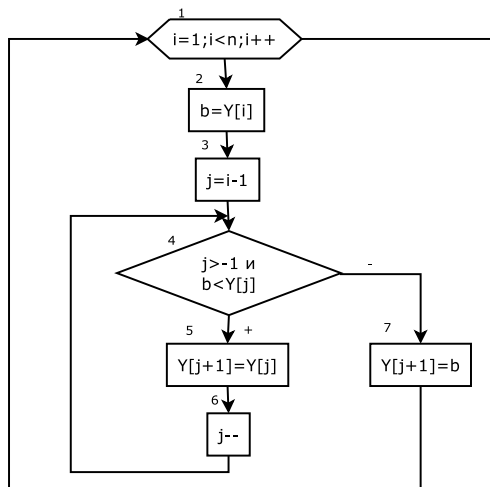 1
i=1;i<n;i++
2
b=Y[i]
3
j=i-1
4
j>-1 и
b<Y[j]
-
5
+
7
Y[j+1]=Y[j]
Y[j+1]=b
6
j--